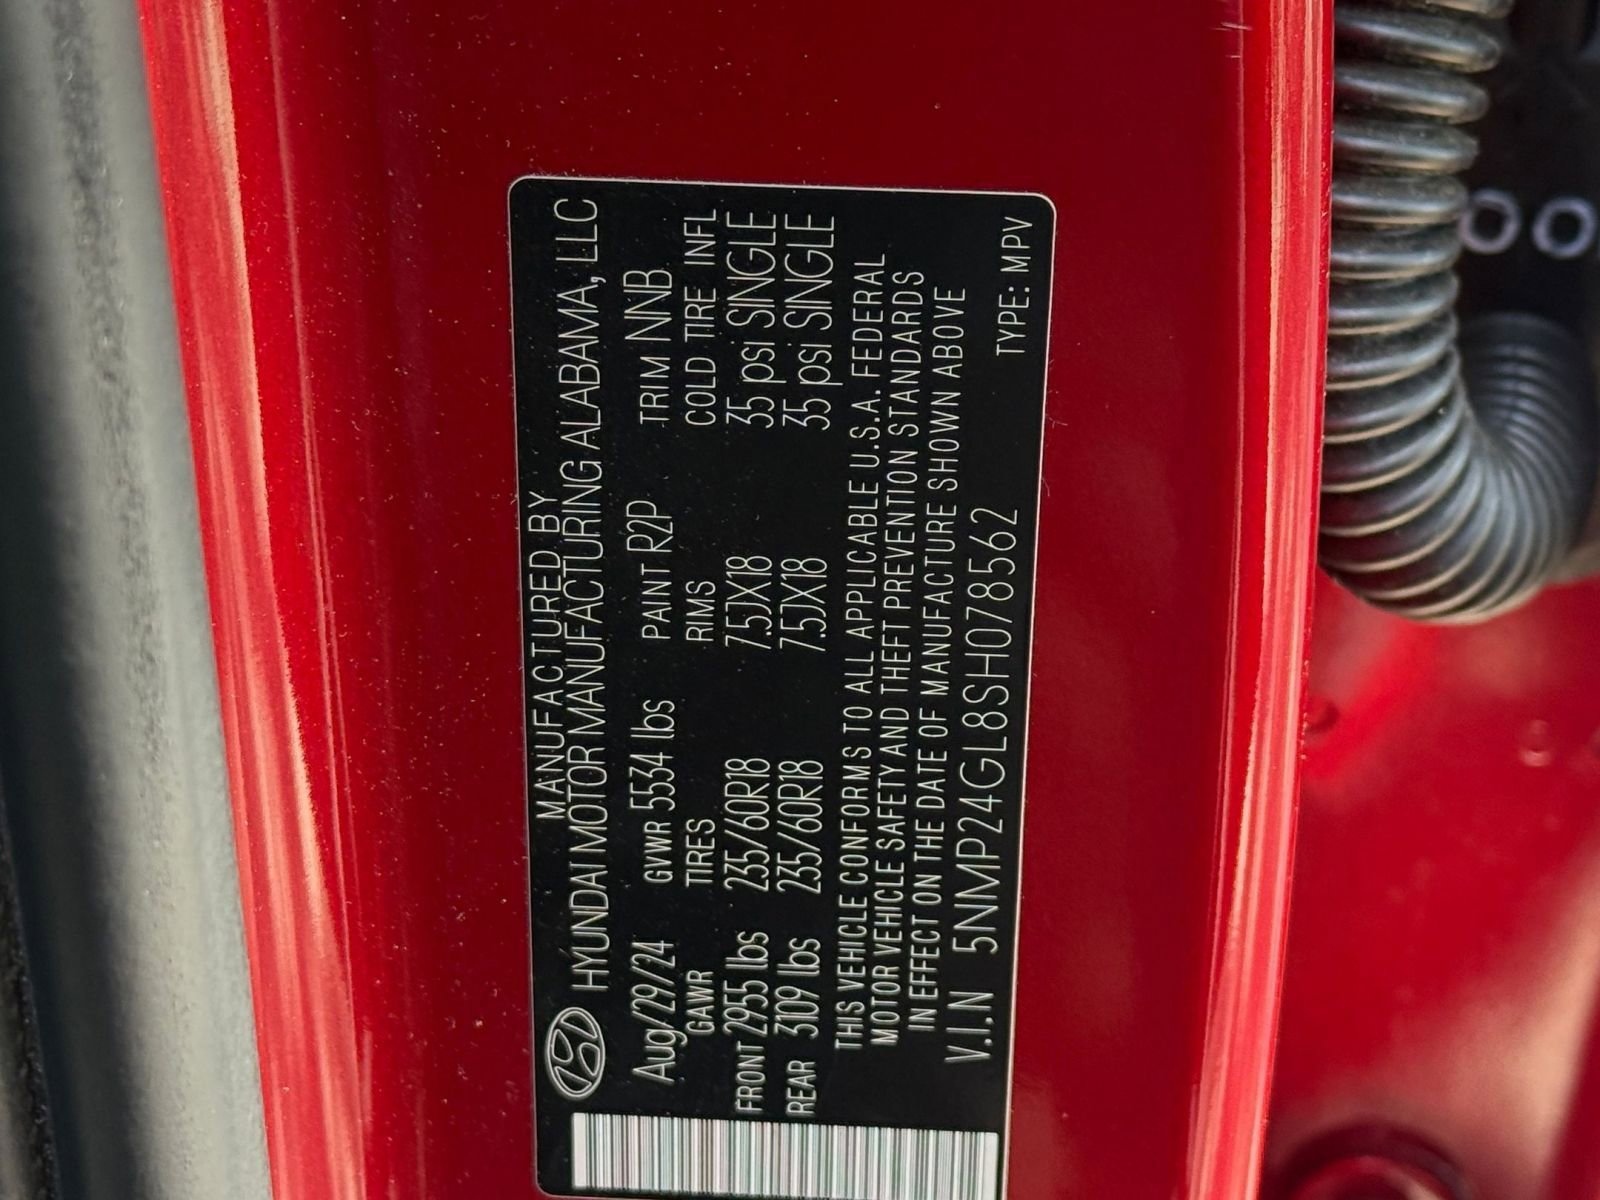 MANUFACTURED BY
HYUNDAI MOTOR MANUFACTURING ALABAMA, LLC
Aug/29/24 GVWR 5534 lbs PAINT R2P TRIM NNB
GAWR TIRES RIMS COLD TIRE INFL
FRONT 2955 lbs 235/60R18 7.5JX18 35 psi SINGLE
REAR 3109 lbs 235/60R18 7.5JX18 35 psi SINGLE
THIS VEHICLE CONFORMS TO ALL APPLICABLE U.S.A. FEDERAL
MOTOR VEHICLE SAFETY AND THEFT PREVENTION STANDARDS
IN EFFECT ON THE DATE OF MANUFACTURE SHOWN ABOVE
V.I.N 5NMP24GL8SH078562 TYPE: MPV